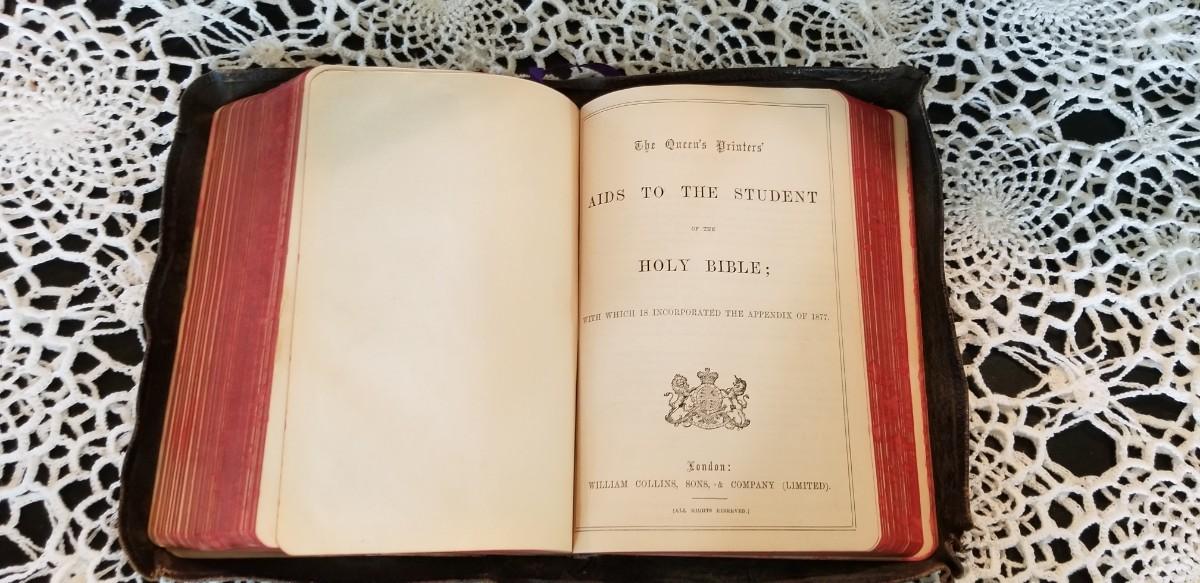 The Queen's Printers'
AIDS TO THE STUDENT
OF THE
HOLY BIBLE;
WITH WHICH IS INCORPORATED THE APPENDIX OF 1877.
London:
WILLIAM COLLINS, SONS, & COMPANY (LIMITED).
[ALL RIGHTS RESERVED.]